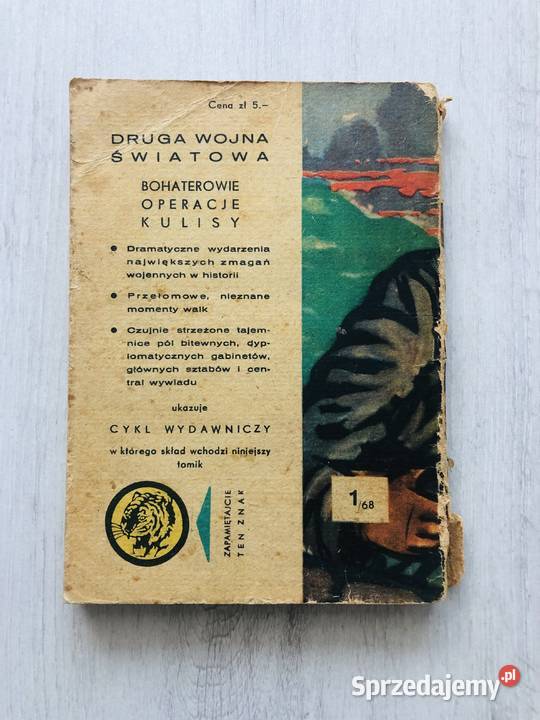 Cena zł 5.–
DRUGA WOJNA
ŚWIATOWA
BOHATEROWIE
OPERACJE
KULISY
● Dramatyczne wydarzenia
największych zmagań
wojennych w historii
● Przełomowe, nieznane
momenty walk
● Czujnie strzeżone tajem-
nice pól bitewnych, dyp-
lomatycznych gabinetów,
głównych sztabów i cen-
tral wywiadu
ukazuje
CYKL WYDAWNICZY
w którego skład wchodzi niniejszy
tomik
ZAPAMIĘTAJCIE
TEN ZNAK
1/68
Sprzedajemy.pl